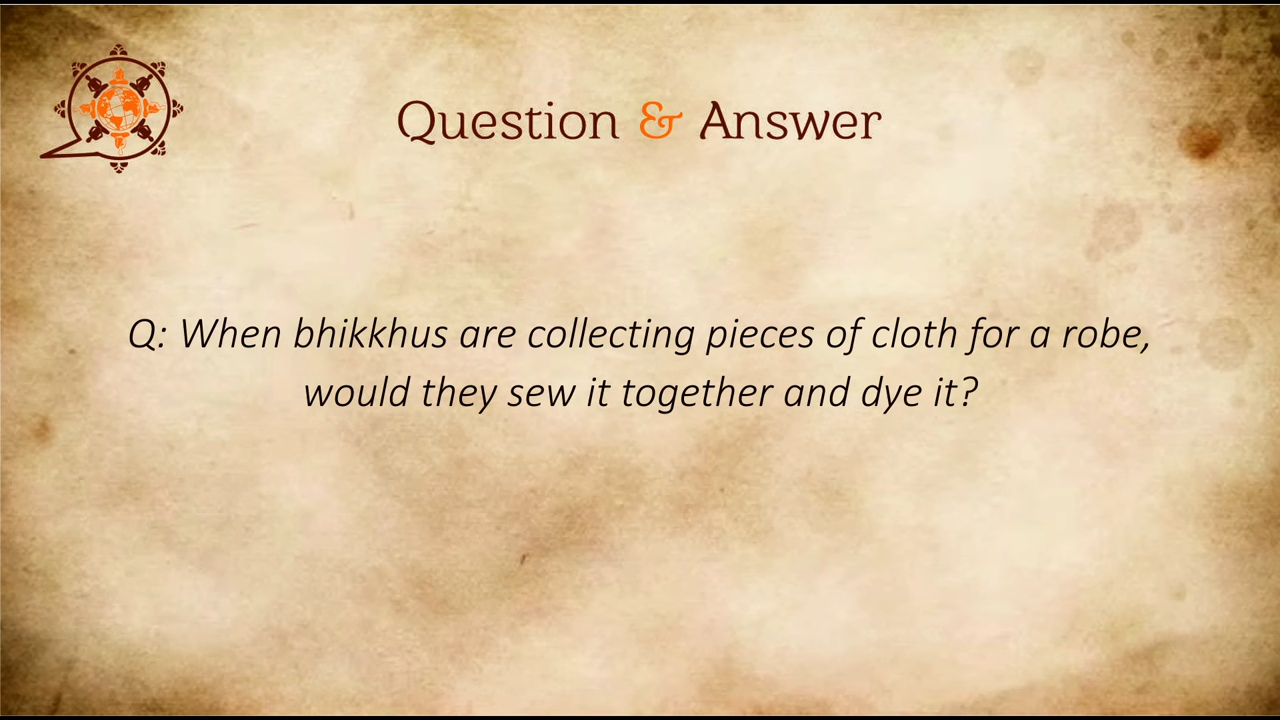 Question & Answer
Q: When bhikkhus are collecting pieces of cloth for a robe,
would they sew it together and dye it?